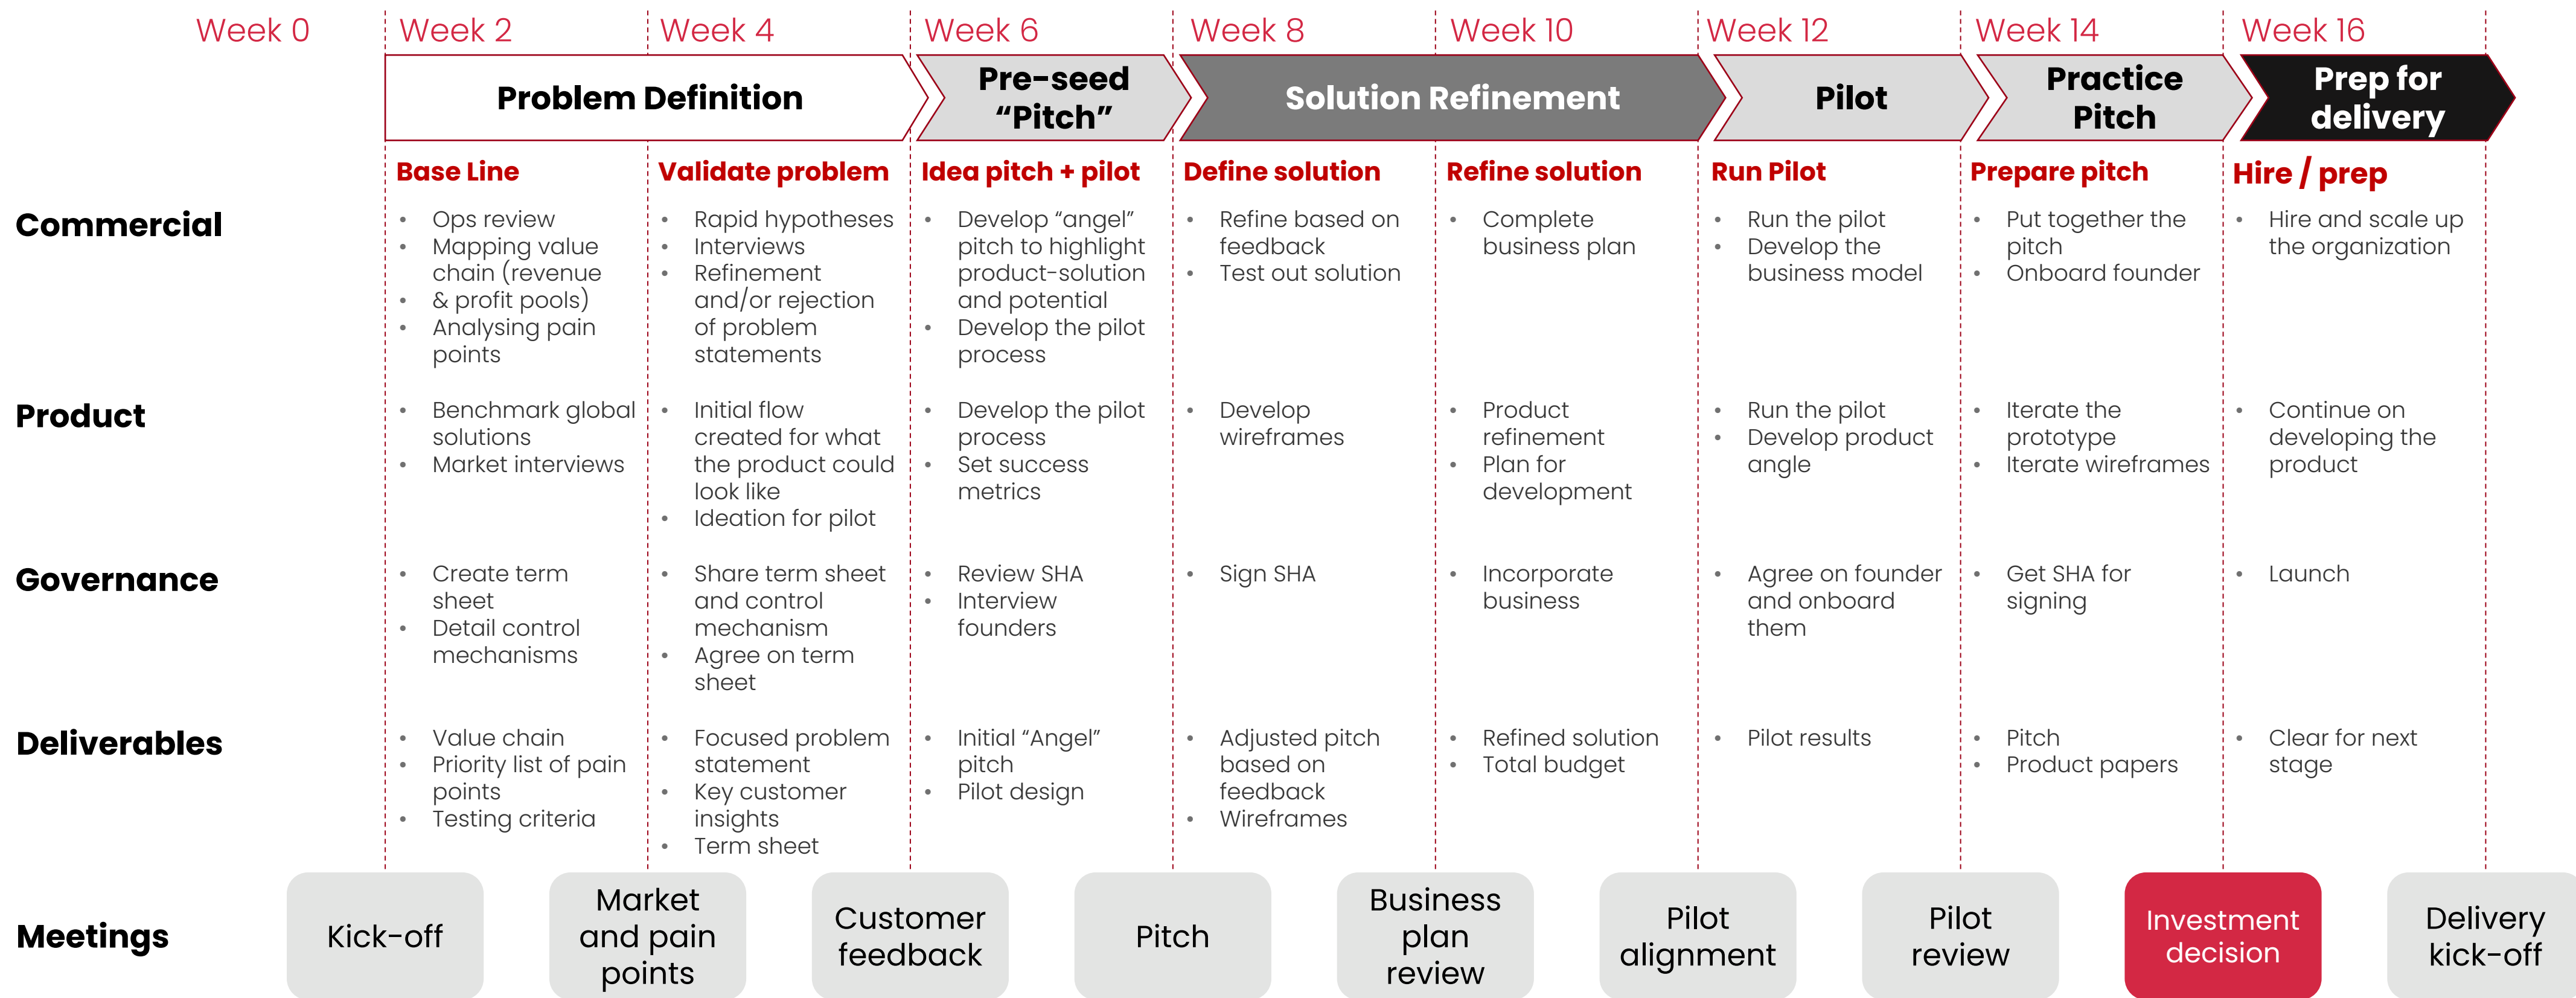 Week 0
Week 2
Week 4
Week 6
Week 8
Week 10
Week 12
Week 14
Week 16
Problem Definition
Pre-seed
“Pitch”
Solution Refinement
Pilot
Practice
Pitch
Prep for
delivery
Base Line
Validate problem
Idea pitch + pilot
Define solution
Refine solution
Run Pilot
Prepare pitch
Hire / prep
Commercial
• Ops review
• Mapping value
chain (revenue
• & profit pools)
• Analysing pain
points
• Rapid hypotheses
• Interviews
• Refinement
and/or rejection
of problem
statements
• Develop “angel”
pitch to highlight
product-solution
and potential
• Develop the pilot
process
• Refine based on
feedback
• Test out solution
• Complete
business plan
• Run the pilot
• Develop the
business model
• Put together the
pitch
• Onboard founder
• Hire and scale up
the organization
Product
• Benchmark global
solutions
• Market interviews
• Initial flow
created for what
the product could
look like
• Ideation for pilot
• Develop the pilot
process
• Set success
metrics
• Develop
wireframes
• Product
refinement
• Plan for
development
• Run the pilot
• Develop product
angle
• Iterate the
prototype
• Iterate wireframes
• Continue on
developing the
product
Governance
• Create term
sheet
• Detail control
mechanisms
• Share term sheet
and control
mechanism
• Agree on term
sheet
• Review SHA
• Interview
founders
• Sign SHA
• Incorporate
business
• Agree on founder
and onboard
them
• Get SHA for
signing
• Launch
Deliverables
• Value chain
• Priority list of pain
points
• Testing criteria
• Focused problem
statement
• Key customer
insights
• Term sheet
• Initial “Angel”
pitch
• Pilot design
• Adjusted pitch
based on
feedback
• Wireframes
• Refined solution
• Total budget
• Pilot results
• Pitch
• Product papers
• Clear for next
stage
Meetings
Kick-off
Market
and pain
points
Customer
feedback
Pitch
Business
plan
review
Pilot
alignment
Pilot
review
Investment
decision
Delivery
kick-off